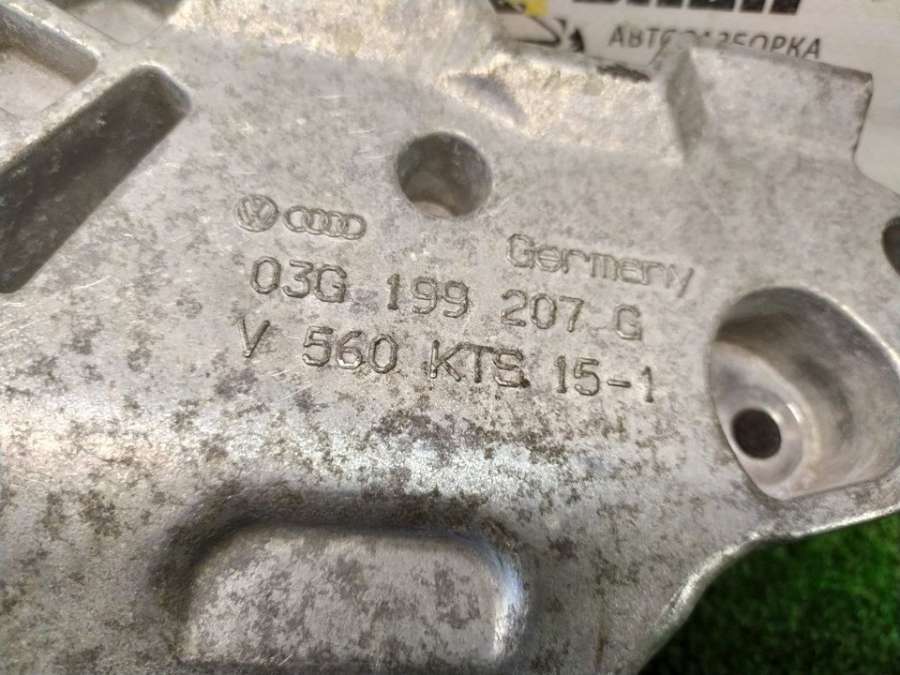 АВТОРАЗБОРКА
Germany
03G 199 207 G
V 560 KTS 15-1